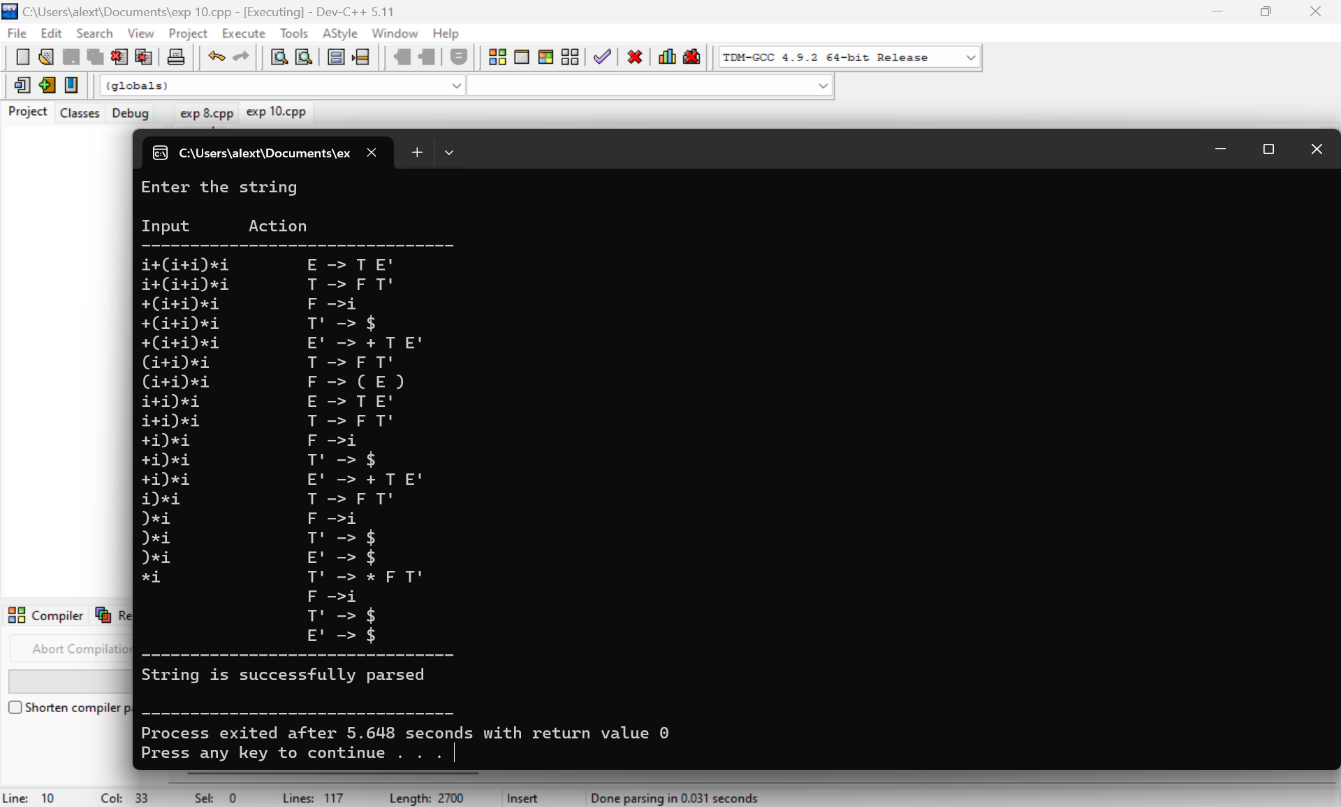 C:\Users\alext\Documents\exp 10.cpp - [Executing] - Dev-C++ 5.11
File Edit Search View Project Execute Tools AStyle Window Help
TDM-GCC 4.9.2 64-bit Release
(globals)
Project Classes Debug exp 8.cpp exp 10.cpp
C:\Users\alext\Documents\ex
Enter the string
Input Action
---------------------------------
i+(i+i)*i E -> T E'
i+(i+i)*i T -> F T'
+(i+i)*i F ->i
+(i+i)*i T' -> $
+(i+i)*i E' -> + T E'
(i+i)*i T -> F T'
(i+i)*i F -> ( E )
i+i)*i E -> T E'
i+i)*i T -> F T'
+i)*i F ->i
+i)*i T' -> $
+i)*i E' -> + T E'
i)*i T -> F T'
)*i F ->i
)*i T' -> $
)*i E' -> $
*i T' -> * F T'
F ->i
T' -> $
E' -> $
---------------------------------
String is successfully parsed
---------------------------------
Process exited after 5.648 seconds with return value 0
Press any key to continue . . .
Compiler Re
Abort Compilation
Shorten compiler pa
Line: 10 Col: 33 Sel: 0 Lines: 117 Length: 2700 Insert Done parsing in 0.031 seconds